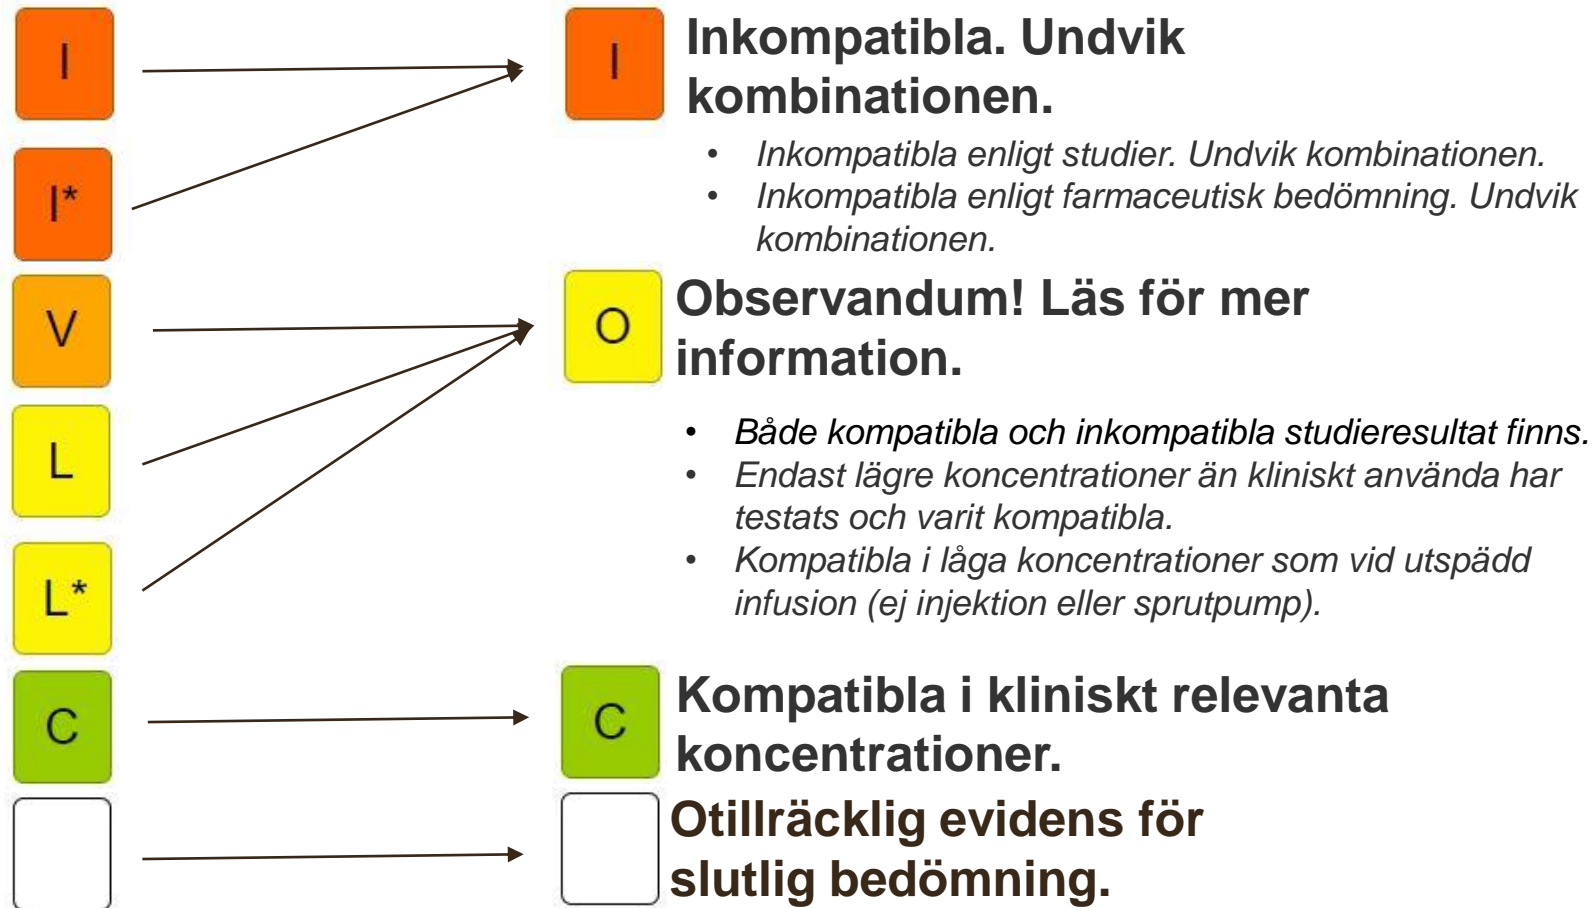 I
I
Inkompatibla. Undvik
kombinationen.
• Inkompatibla enligt studier. Undvik kombinationen.
I*
• Inkompatibla enligt farmaceutisk bedömning. Undvik
kombinationen.
V
O
Observandum! Läs för mer
information.
L
• Både kompatibla och inkompatibla studieresultat finns.
• Endast lägre koncentrationer än kliniskt använda har
testats och varit kompatibla.
L*
• Kompatibla i låga koncentrationer som vid utspädd
infusion (ej injektion eller sprutpump).
C
C
Kompatibla i kliniskt relevanta
koncentrationer.
Otillräcklig evidens för
slutlig bedömning.